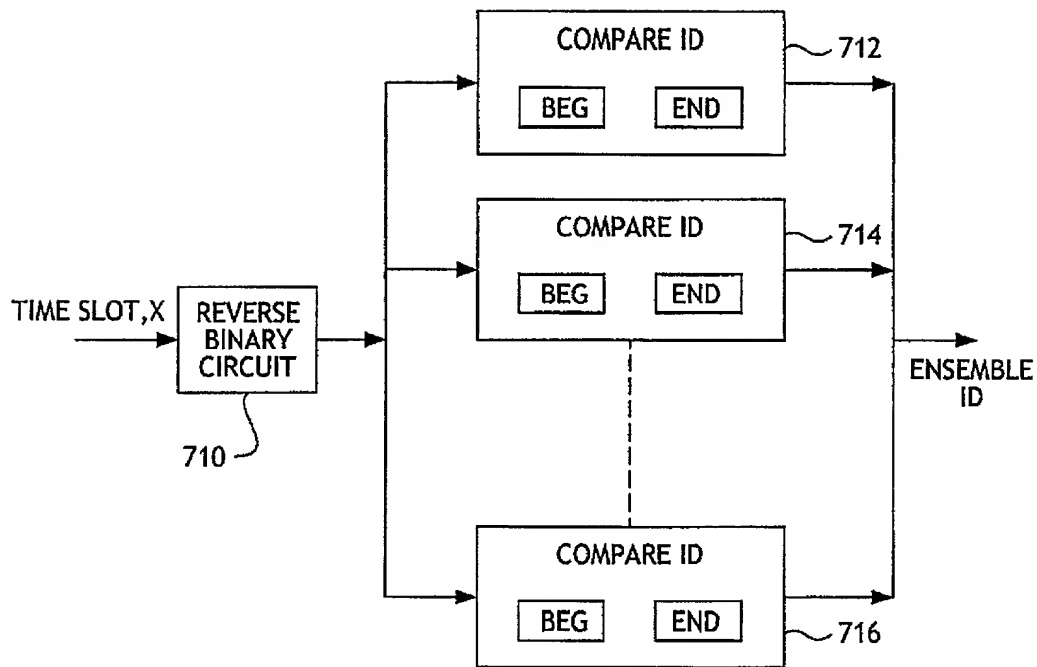 COMPARE ID
712
BEG END
COMPARE ID
714
BEG END
TIME SLOT,X
REVERSE
BINARY
CIRCUIT
710
ENSEMBLE
ID
COMPARE ID
BEG END
716